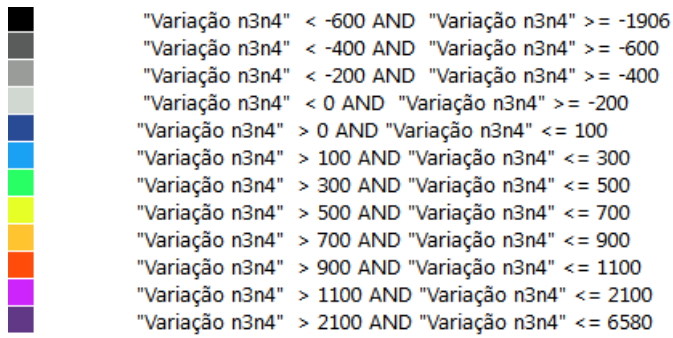 "Variação n3n4" < -600 AND "Variação n3n4" >= -1906
"Variação n3n4" < -400 AND "Variação n3n4" >= -600
"Variação n3n4" < -200 AND "Variação n3n4" >= -400
"Variação n3n4" < 0 AND "Variação n3n4" >= -200
"Variação n3n4" > 0 AND "Variação n3n4" <= 100
"Variação n3n4" > 100 AND "Variação n3n4" <= 300
"Variação n3n4" > 300 AND "Variação n3n4" <= 500
"Variação n3n4" > 500 AND "Variação n3n4" <= 700
"Variação n3n4" > 700 AND "Variação n3n4" <= 900
"Variação n3n4" > 900 AND "Variação n3n4" <= 1100
"Variação n3n4" > 1100 AND "Variação n3n4" <= 2100
"Variação n3n4" > 2100 AND "Variação n3n4" <= 6580